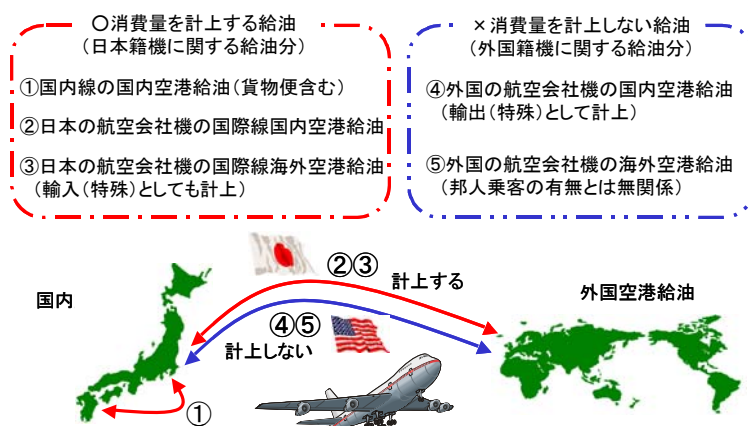 ○消費量を計上する給油
(日本籍機に関する給油分)
①国内線の国内空港給油(貨物便含む)
②日本の航空会社機の国際線国内空港給油
③日本の航空会社機の国際線海外空港給油
(輸入(特殊)としても計上)
×消費量を計上しない給油
(外国籍機に関する給油分)
④外国の航空会社機の国内空港給油
(輸出(特殊)として計上)
⑤外国の航空会社機の海外空港給油
(邦人乗客の有無とは無関係)
国内
②③
計上する
外国空港給油
④⑤
計上しない
①